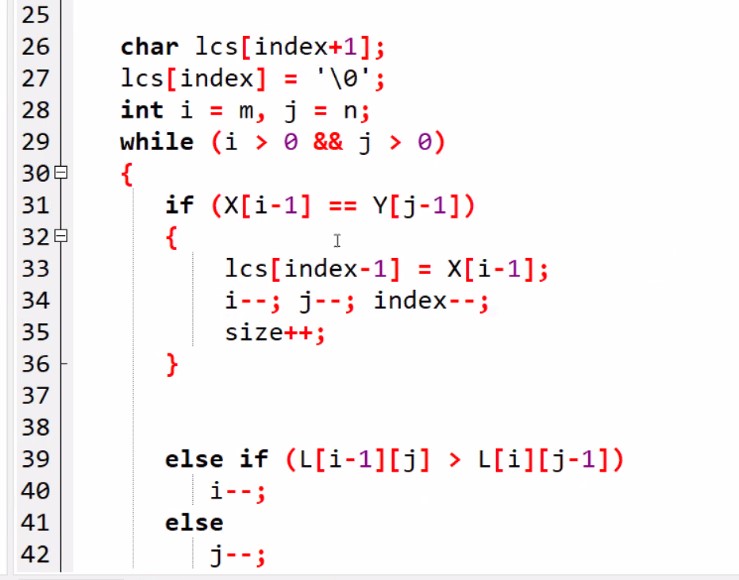 25
26 char lcs[index+1];
27 lcs[index] = '\0';
28 int i = m, j = n;
29 while (i > 0 && j > 0)
30 {
31 if (X[i-1] == Y[j-1])
32 {
33 lcs[index-1] = X[i-1];
34 i--; j--; index--;
35 size++;
36 }
37
38
39 else if (L[i-1][j] > L[i][j-1])
40 i--;
41 else
42 j--;